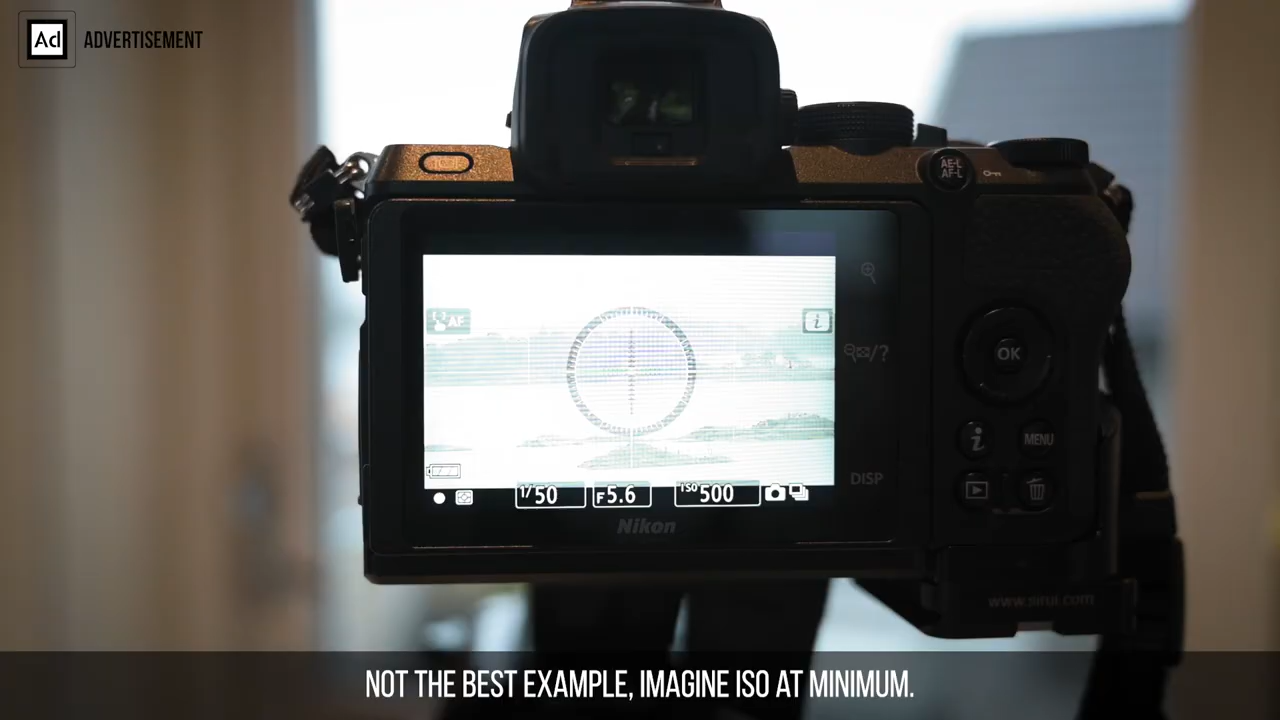 Ad ADVERTISEMENT
AE-L
AF-L
AF
i
?
OK
i
MENU
DISP
1/50 F5.6 ISO 500
Nikon
www.sirui.com
NOT THE BEST EXAMPLE, IMAGINE ISO AT MINIMUM.